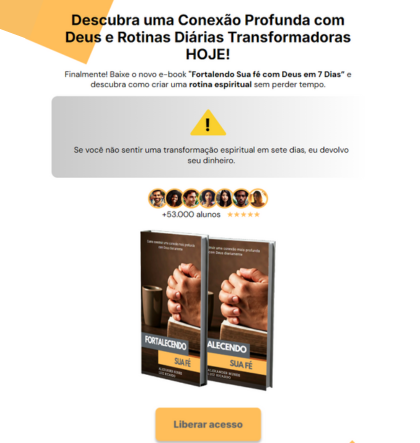 Descubra uma Conexão Profunda com
Deus e Rotinas Diárias Transformadoras
HOJE!
Finalmente! Baixe o novo e-book "Fortalendo Sua fé com Deus em 7 Dias” e
descubra como criar uma rotina espiritual sem perder tempo.
Se você não sentir uma transformação espiritual em sete dias, eu devolvo
seu dinheiro.
+53.000 alunos
FORTALECENDO
SUA FÉ
ALECENDO
SUA FÉ
Liberar acesso